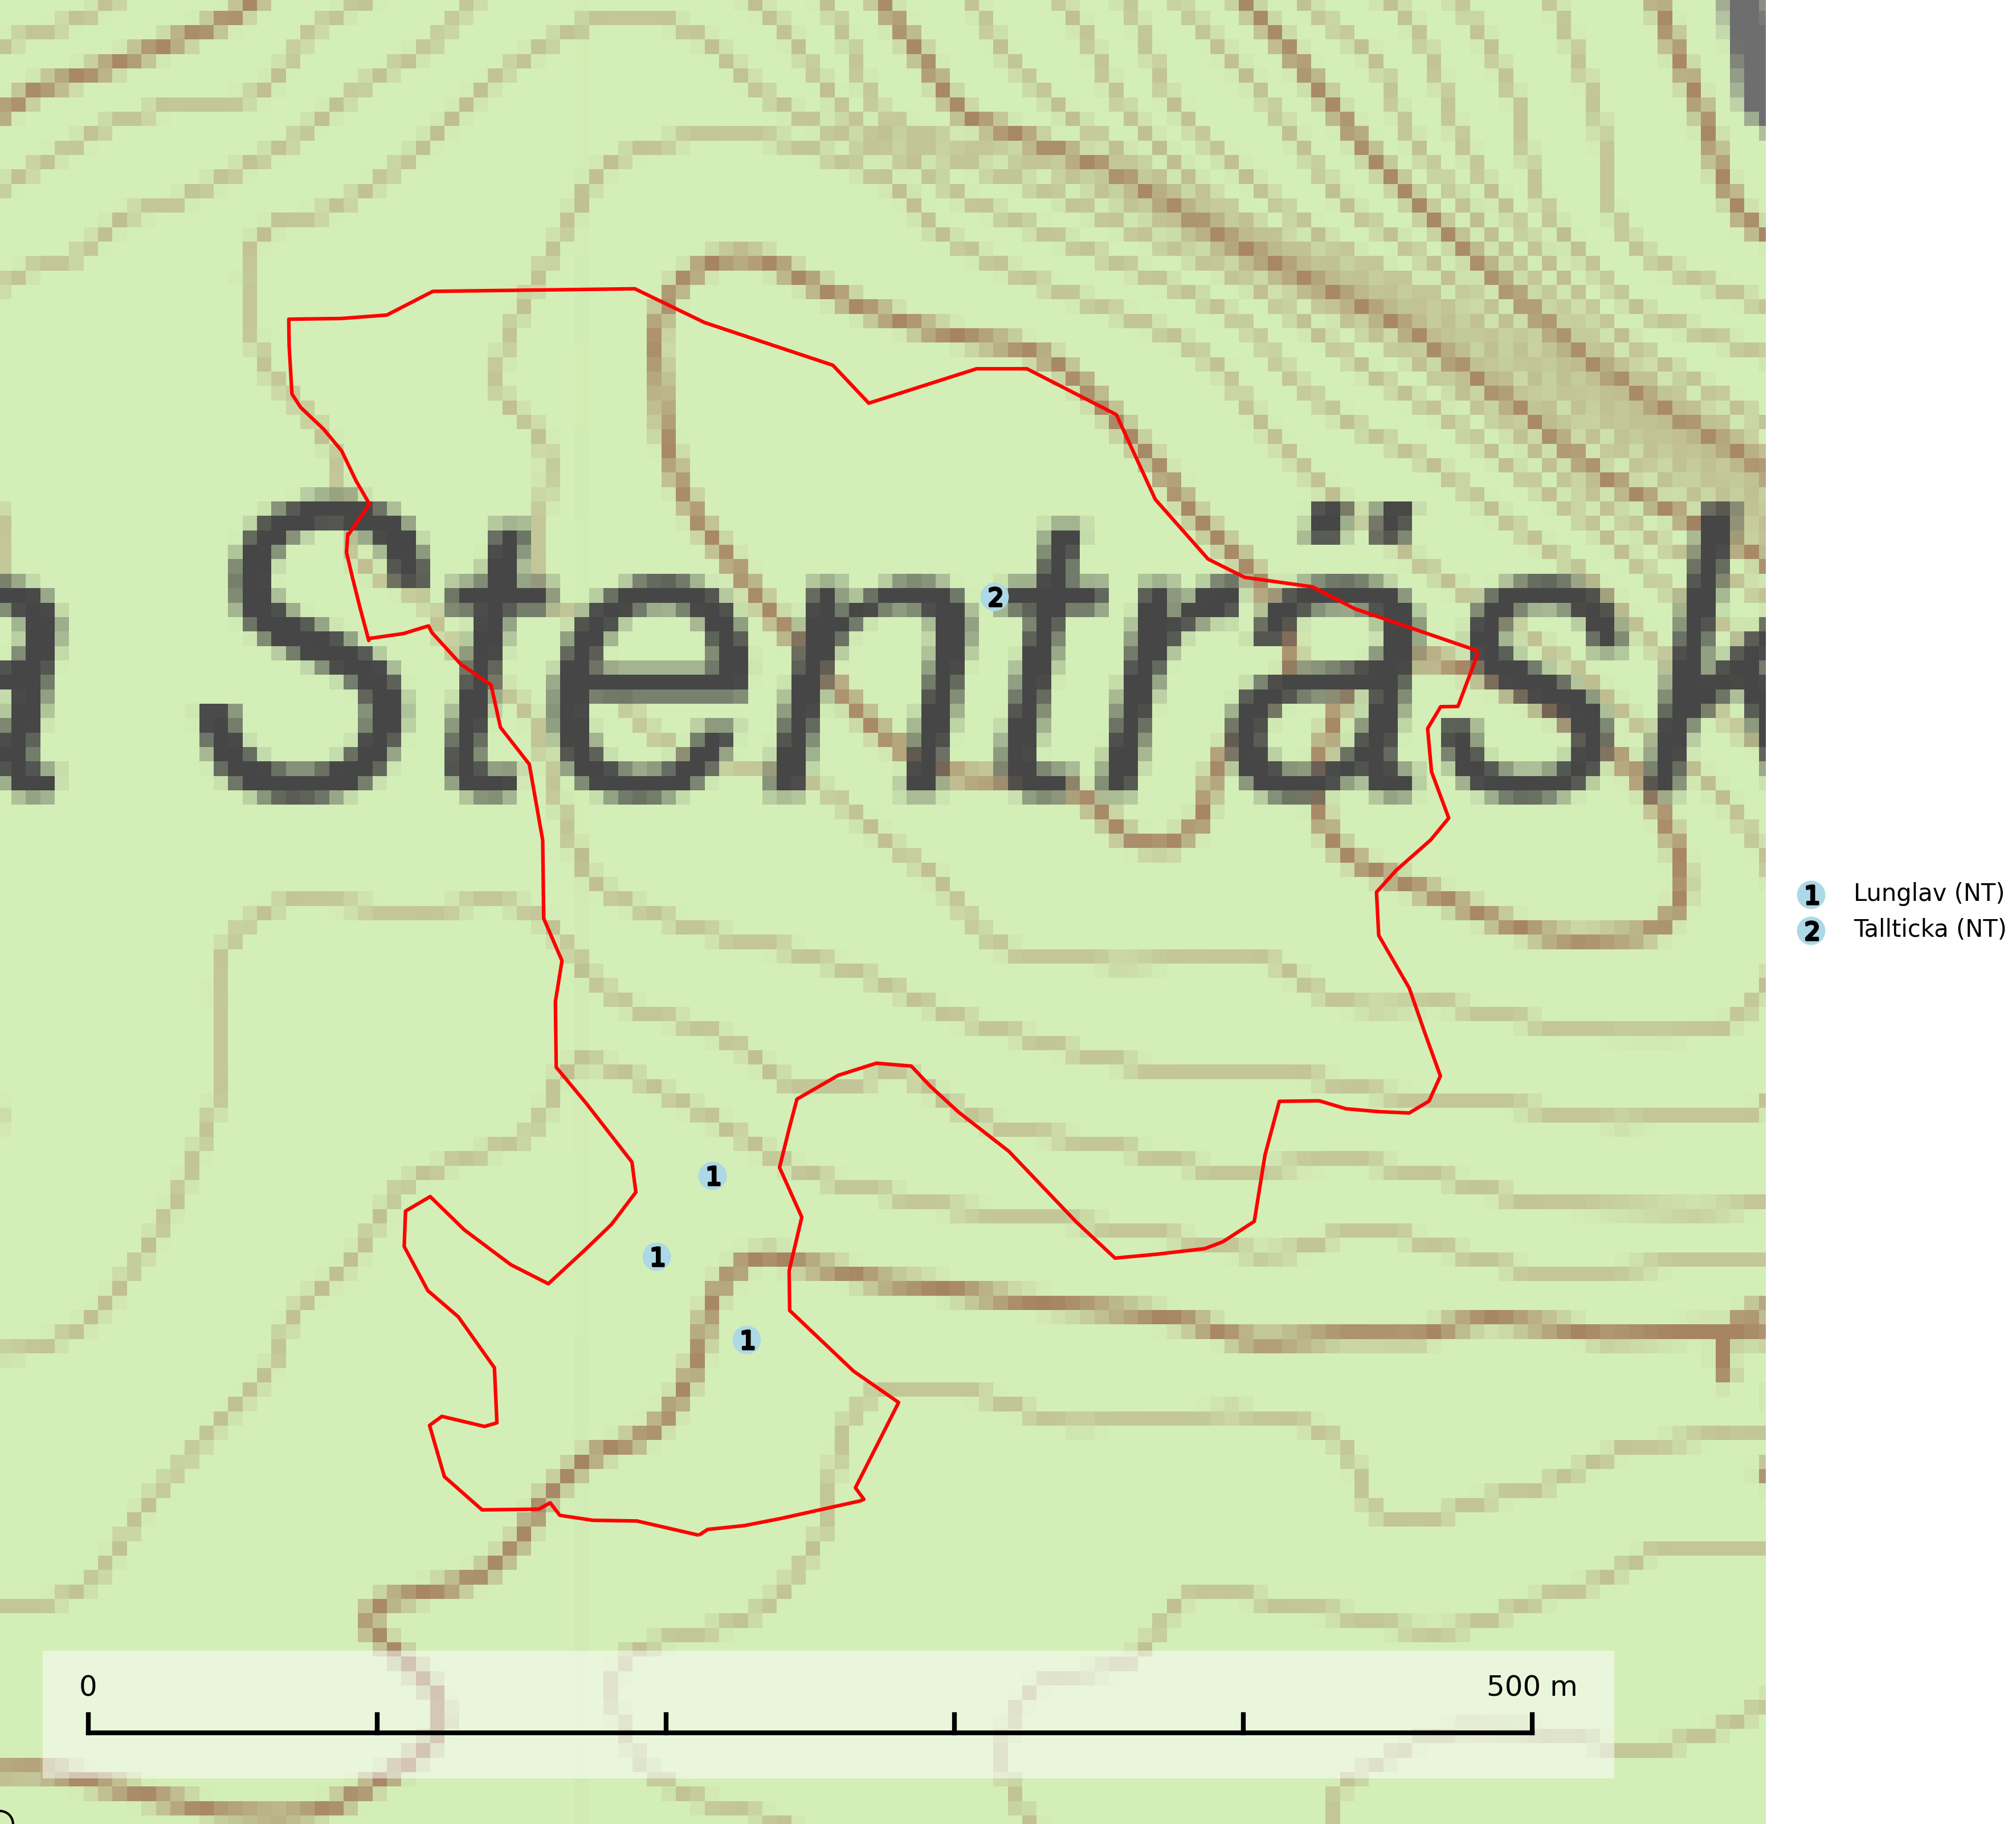 Stenträsk
2
1
1
1
1 Lunglav (NT)
2 Tallticka (NT)
0 500 m